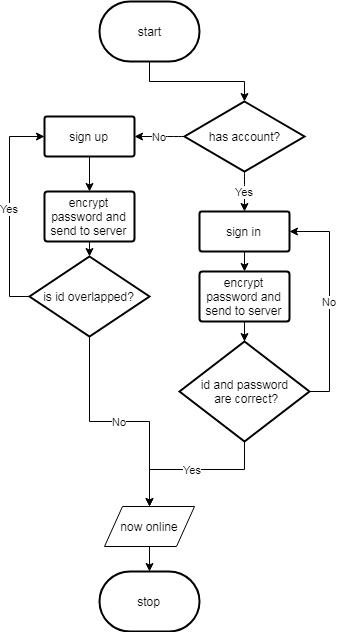 start
has account?
No
sign up
Yes
encrypt
password and
send to server
is id overlapped?
Yes
sign in
encrypt
password and
send to server
No
id and password
are correct?
No
Yes
now online
stop